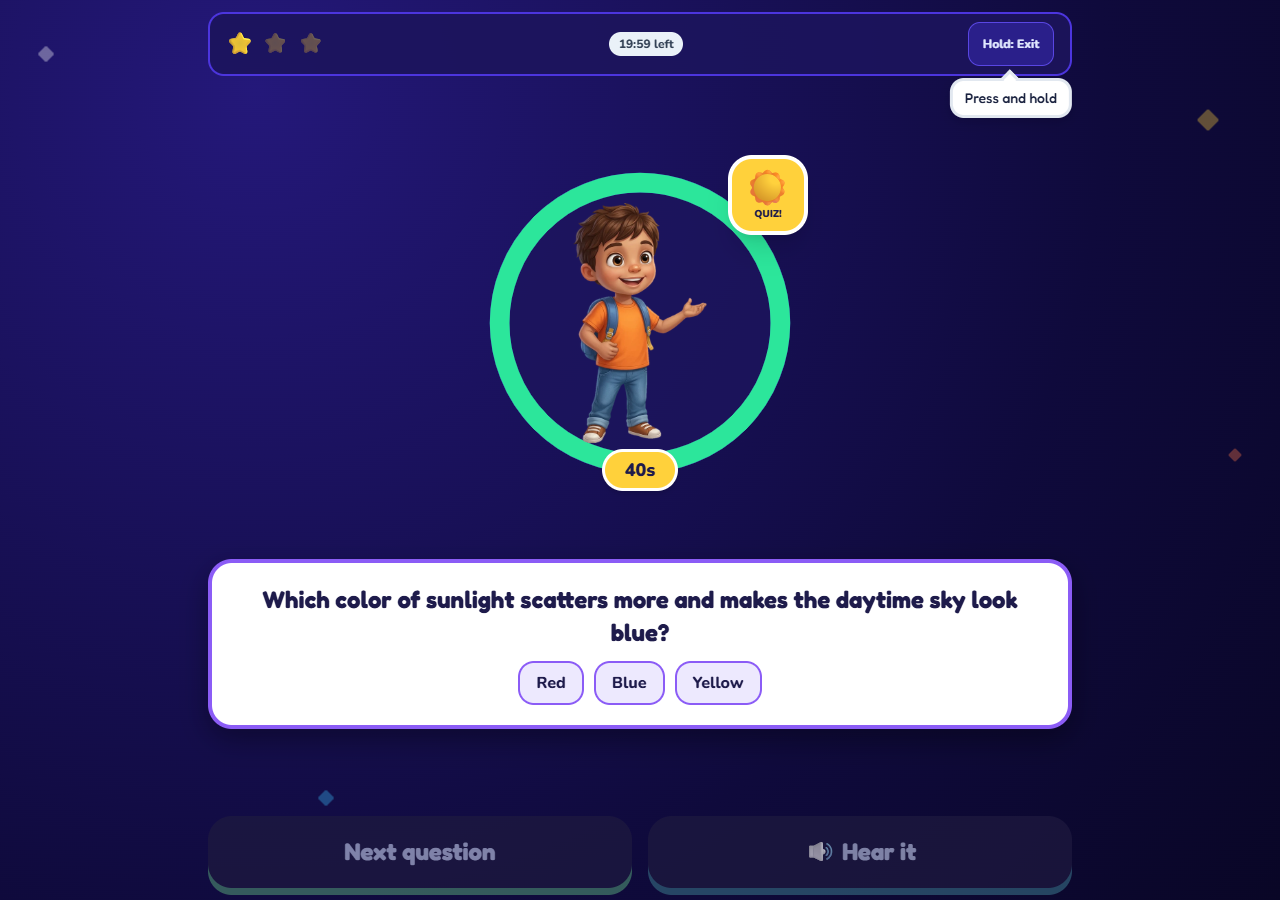 19:59 left
Hold: Exit
Press and hold
QUIZ!
40s
Which color of sunlight scatters more and makes the daytime sky look
blue?
Red
Blue
Yellow
Next question
Hear it